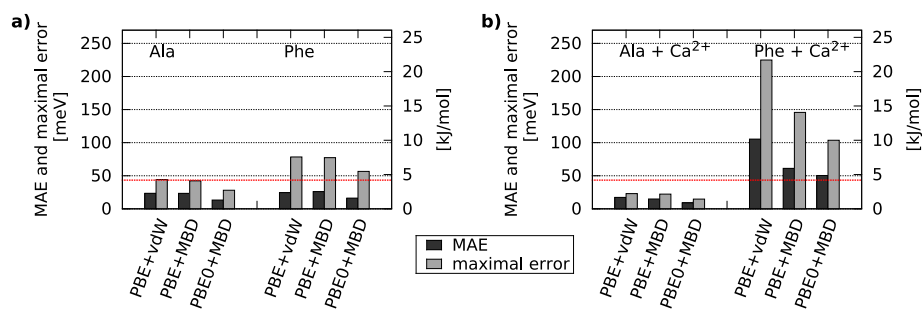 a)
MAE and maximal error
[meV]
250
200
150
100
50
0
Ala
Phe
25
20
15
10
5
0
[kJ/mol]
PBE+vdW
PBE+MBD
PBE0+MBD
PBE+vdW
PBE+MBD
PBE0+MBD
b)
MAE and maximal error
[meV]
250
200
150
100
50
0
Ala + Ca²⁺
Phe + Ca²⁺
25
20
15
10
5
0
[kJ/mol]
PBE+vdW
PBE+MBD
PBE0+MBD
PBE+vdW
PBE+MBD
PBE0+MBD
MAE
maximal error